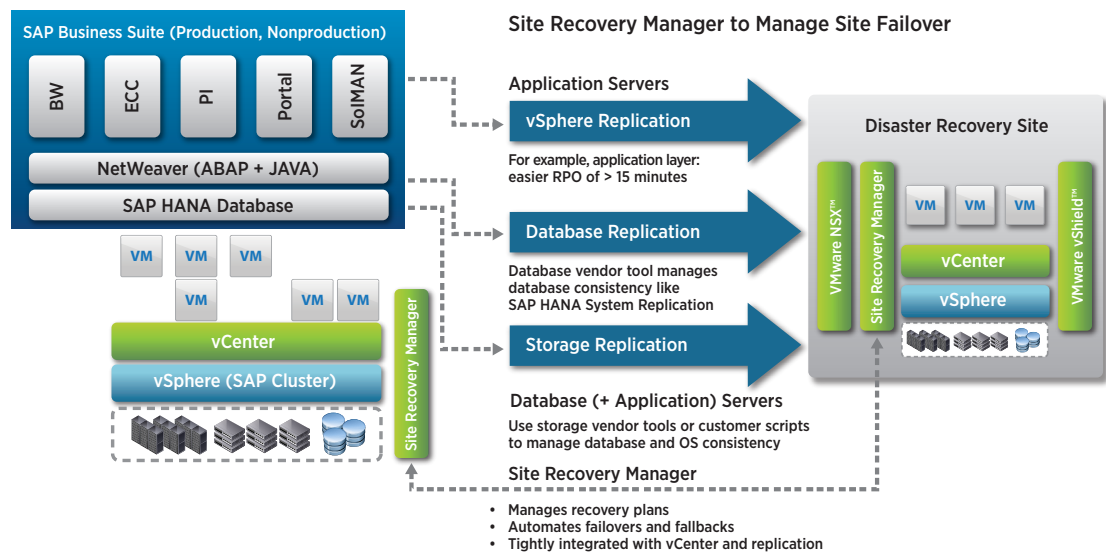 Site Recovery Manager to Manage Site Failover
SAP Business Suite (Production, Nonproduction)
BW
ECC
PI
Portal
SolMAN
NetWeaver (ABAP + JAVA)
SAP HANA Database
VM
VM
VM
VM
VM
VM
vCenter
vSphere (SAP Cluster)
Site Recovery Manager
Application Servers
vSphere Replication
For example, application layer:
easier RPO of > 15 minutes
Database Replication
Database vendor tool manages
database consistency like
SAP HANA System Replication
Storage Replication
Database (+ Application) Servers
Use storage vendor tools or customer scripts
to manage database and OS consistency
Site Recovery Manager
• Manages recovery plans
• Automates failovers and fallbacks
• Tightly integrated with vCenter and replication
Disaster Recovery Site
VMware NSX™
Site Recovery Manager
VM
VM
VM
vCenter
vSphere
VMware vShield™